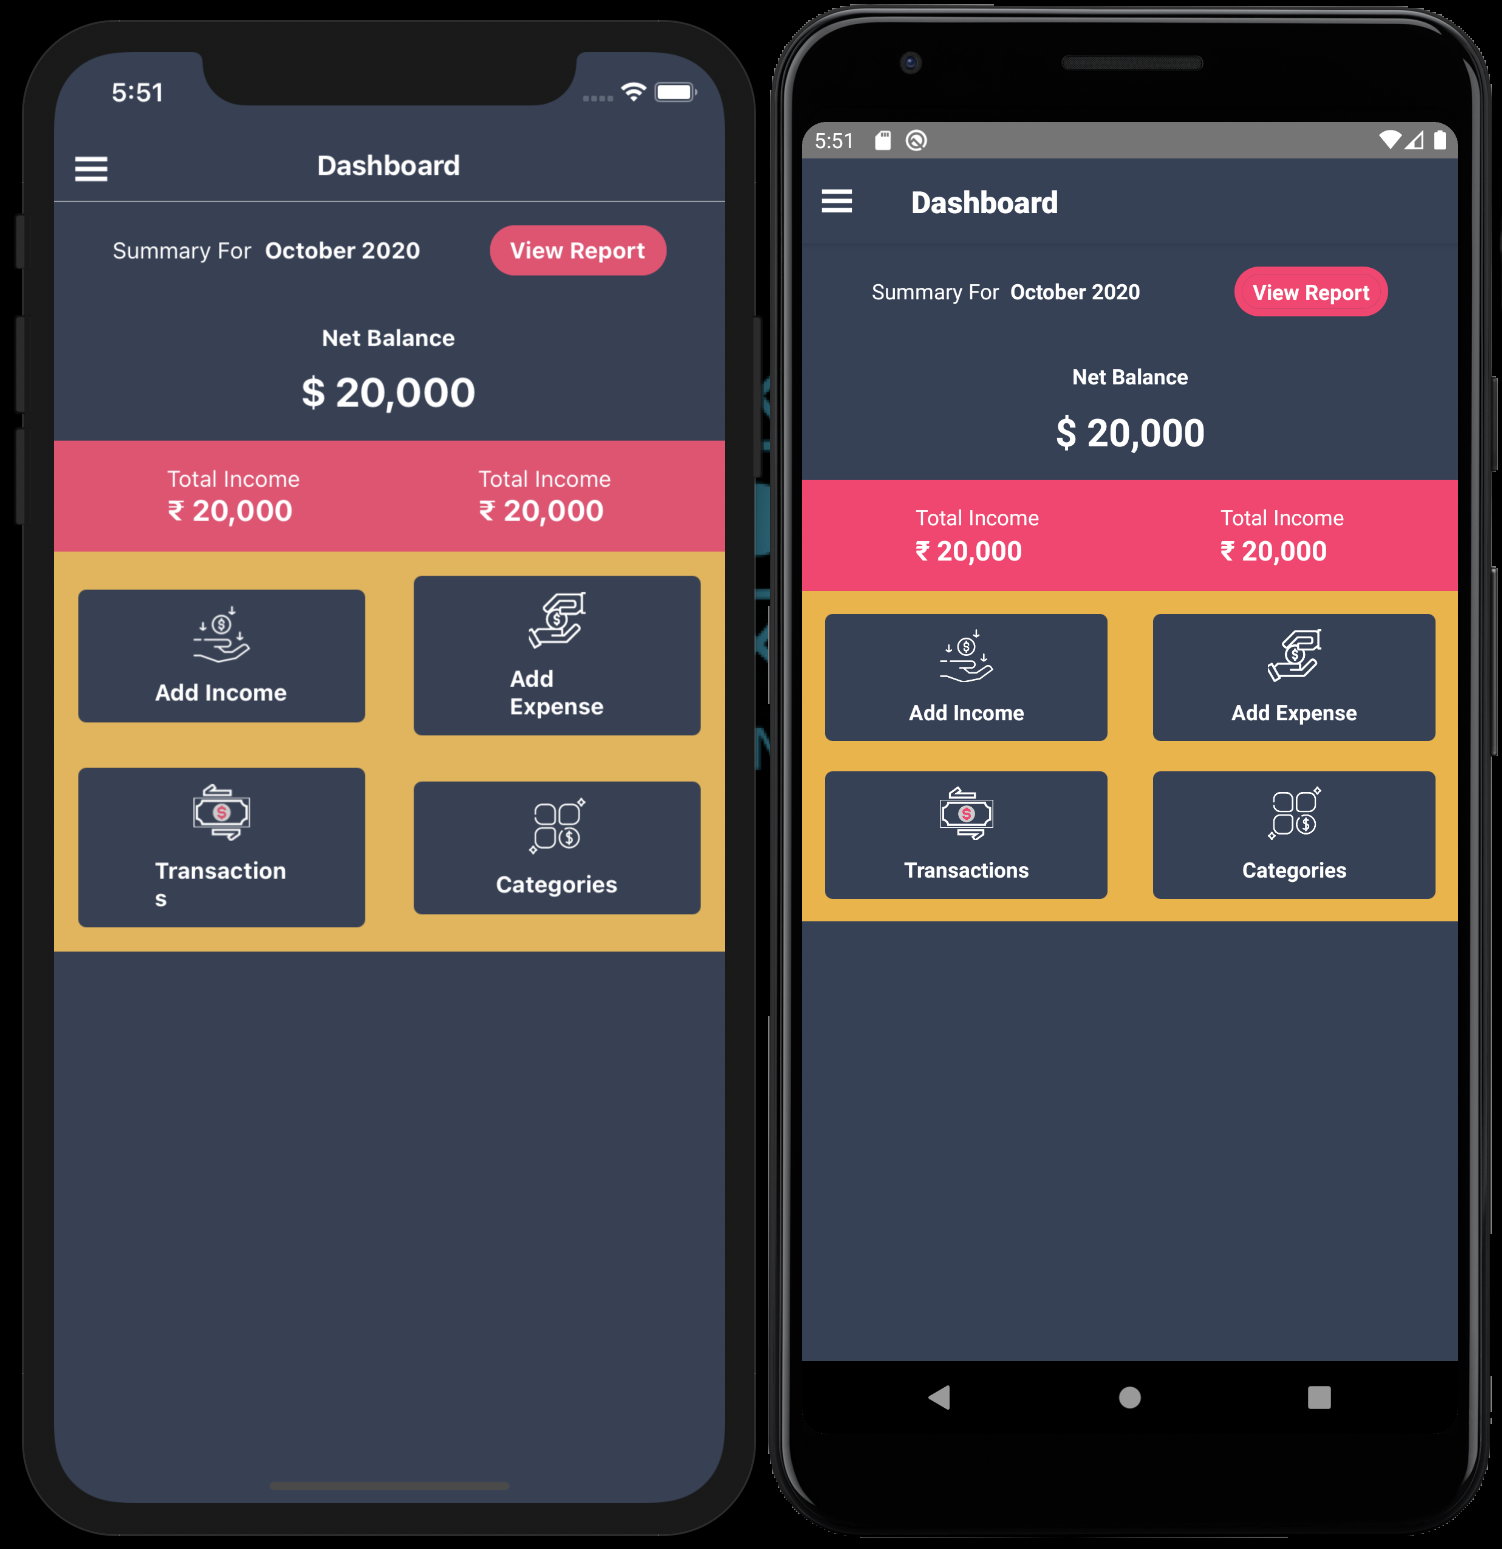 5:51
Dashboard
Summary For October 2020
View Report
Net Balance
$ 20,000
Total Income
₹ 20,000
Total Income
₹ 20,000
Add Income
Add
Expense
Transaction
s
Categories
5:51
Dashboard
Summary For October 2020
View Report
Net Balance
$ 20,000
Total Income
₹ 20,000
Total Income
₹ 20,000
Add Income
Add Expense
Transactions
Categories